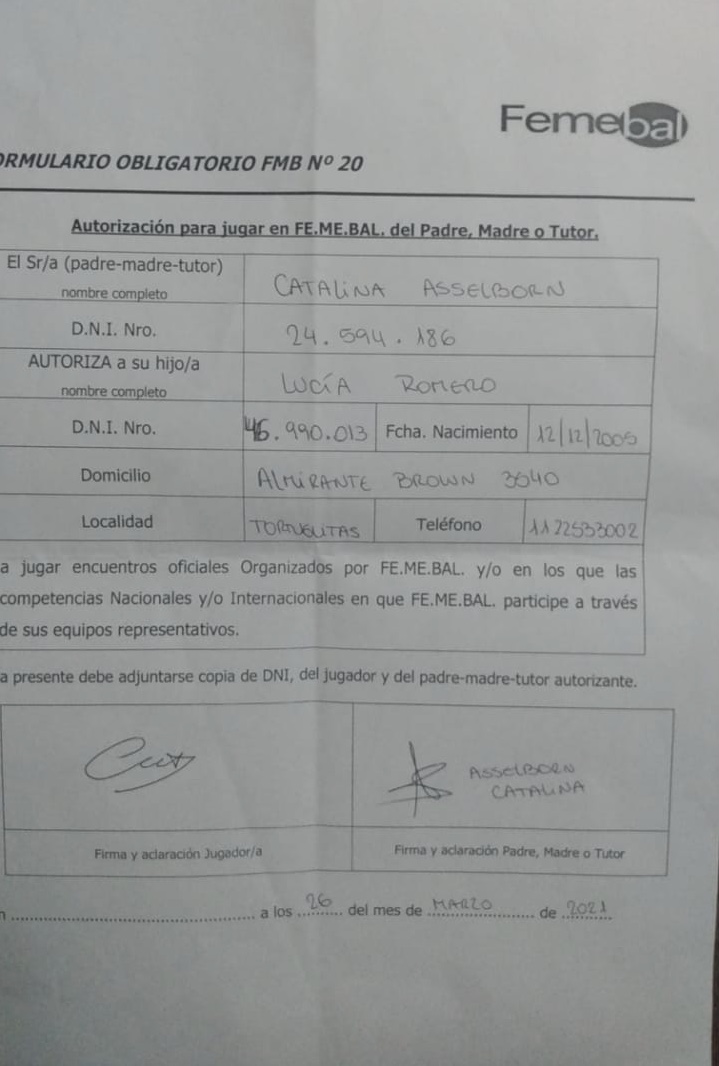 Femebal
ORMULARIO OBLIGATORIO FMB Nº 20
Autorización para jugar en FE.ME.BAL. del Padre, Madre o Tutor.
El Sr/a (padre-madre-tutor)
nombre completo
CATALINA ASSELBORN
D.N.I. Nro.
24.594.186
AUTORIZA a su hijo/a
nombre completo
LUCÍA ROMERO
D.N.I. Nro.
46.990.013
Fcha. Nacimiento
12/12/2005
Domicilio
ALMIRANTE BROWN 3040
Localidad
TORTUGUITAS
Teléfono
1122533002
a jugar encuentros oficiales Organizados por FE.ME.BAL. y/o en los que las
competencias Nacionales y/o Internacionales en que FE.ME.BAL. participe a través
de sus equipos representativos.
a presente debe adjuntarse copia de DNI, del jugador y del padre-madre-tutor autorizante.
ASSELBORN
CATALINA
Firma y aclaración Jugador/a
Firma y aclaración Padre, Madre o Tutor
n ............................................... a los 26 del mes de MARZO de 2021